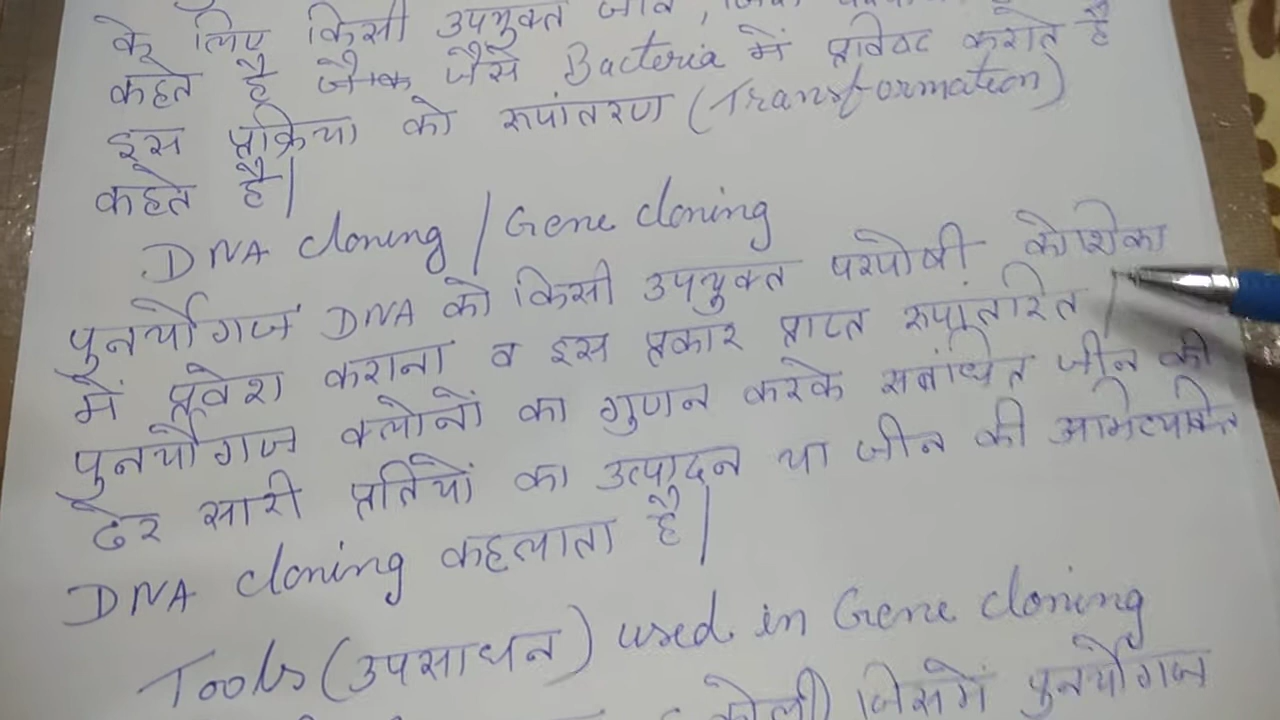 के लिए किसी उपयुक्त जीव,
कहते है जैसे Bacteria में प्रविष्ट कराते है
इस प्रक्रिया को रूपांतरण (Transformation)
कहते है|
DNA cloning / Gene cloning
पुनर्योगज DNA को किसी उपयुक्त परपोषी कोशिका
में प्रवेश कराना व इस प्रकार प्राप्त रूपांतरित /
पुनर्योगज क्लोनों का गुणन करके सबंधित जीन की
ढेर सारी प्रतियों का उत्पादन या जीन की अभिव्यक्ति
DNA cloning कहलाता है|
Tools (उपसाधन) used in Gene cloning
जिसमें पुनर्योगज